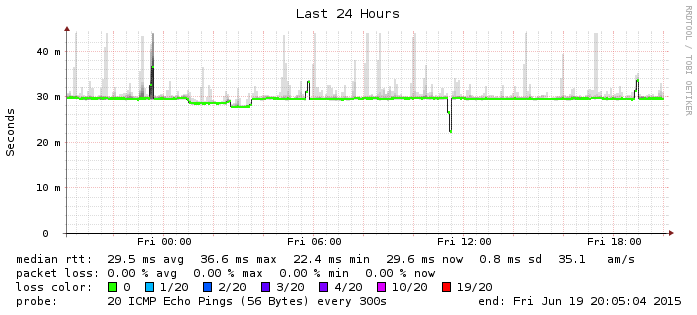 Last 24 Hours
RRDTOOL / TOBI OETIKER
Seconds
40 m
30 m
20 m
10 m
0
Fri 00:00 Fri 06:00 Fri 12:00 Fri 18:00
median rtt: 29.5 ms avg 36.6 ms max 22.4 ms min 29.6 ms now 0.8 ms sd 35.1 am/s
packet loss: 0.00 % avg 0.00 % max 0.00 % min 0.00 % now
loss color: 0 1/20 2/20 3/20 4/20 10/20 19/20
probe: 20 ICMP Echo Pings (56 Bytes) every 300s end: Fri Jun 19 20:05:04 2015